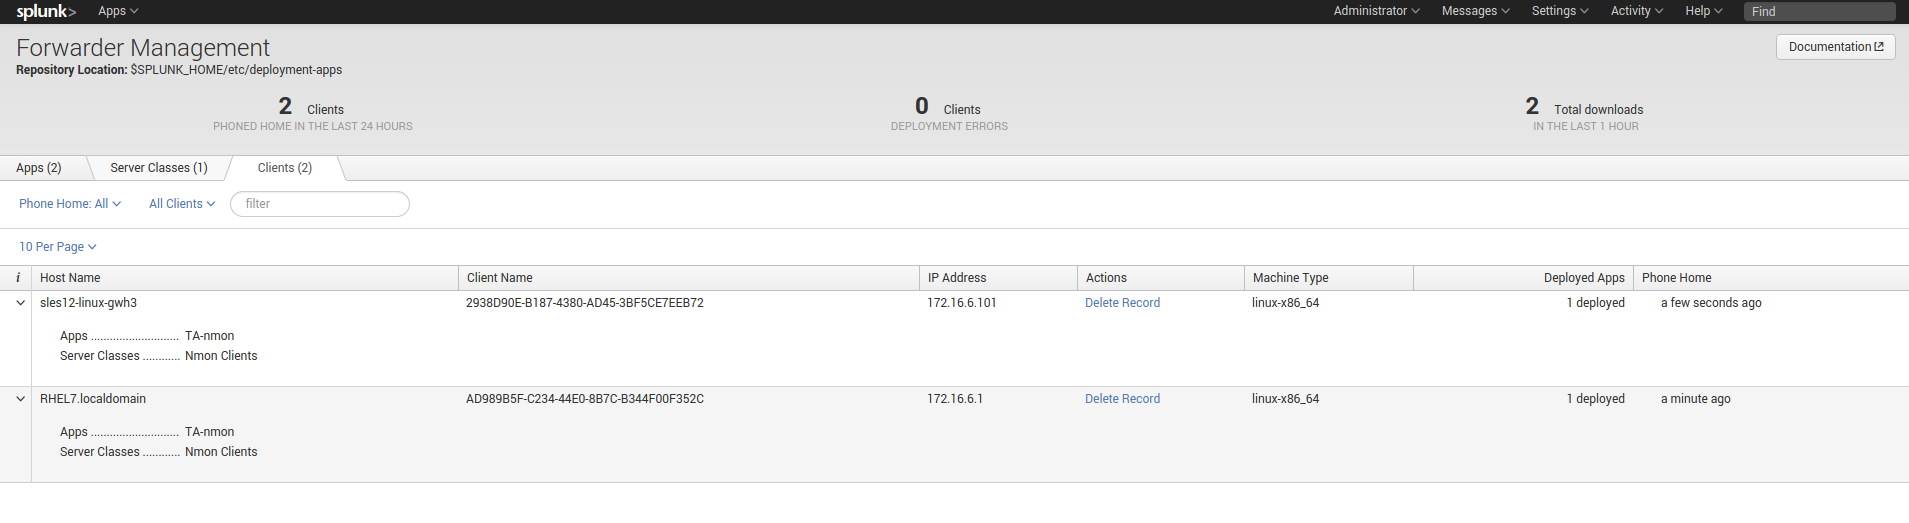 splunk> Apps Administrator Messages Settings Activity Help Find
Forwarder Management Documentation
Repository Location: $SPLUNK_HOME/etc/deployment-apps
2 Clients 0 Clients 2 Total downloads
PHONED HOME IN THE LAST 24 HOURS DEPLOYMENT ERRORS IN THE LAST 1 HOUR
Apps (2) Server Classes (1) Clients (2)
Phone Home: All All Clients filter
10 Per Page
i Host Name Client Name IP Address Actions Machine Type Deployed Apps Phone Home
sles12-linux-gwh3 2938D90E-B187-4380-AD45-3BF5CE7EEB72 172.16.6.101 Delete Record linux-x86_64 1 deployed a few seconds ago
Apps ............................ TA-nmon
Server Classes ............ Nmon Clients
RHEL7.localdomain AD989B5F-C234-44E0-8B7C-B344F00F352C 172.16.6.1 Delete Record linux-x86_64 1 deployed a minute ago
Apps ............................ TA-nmon
Server Classes ............ Nmon Clients